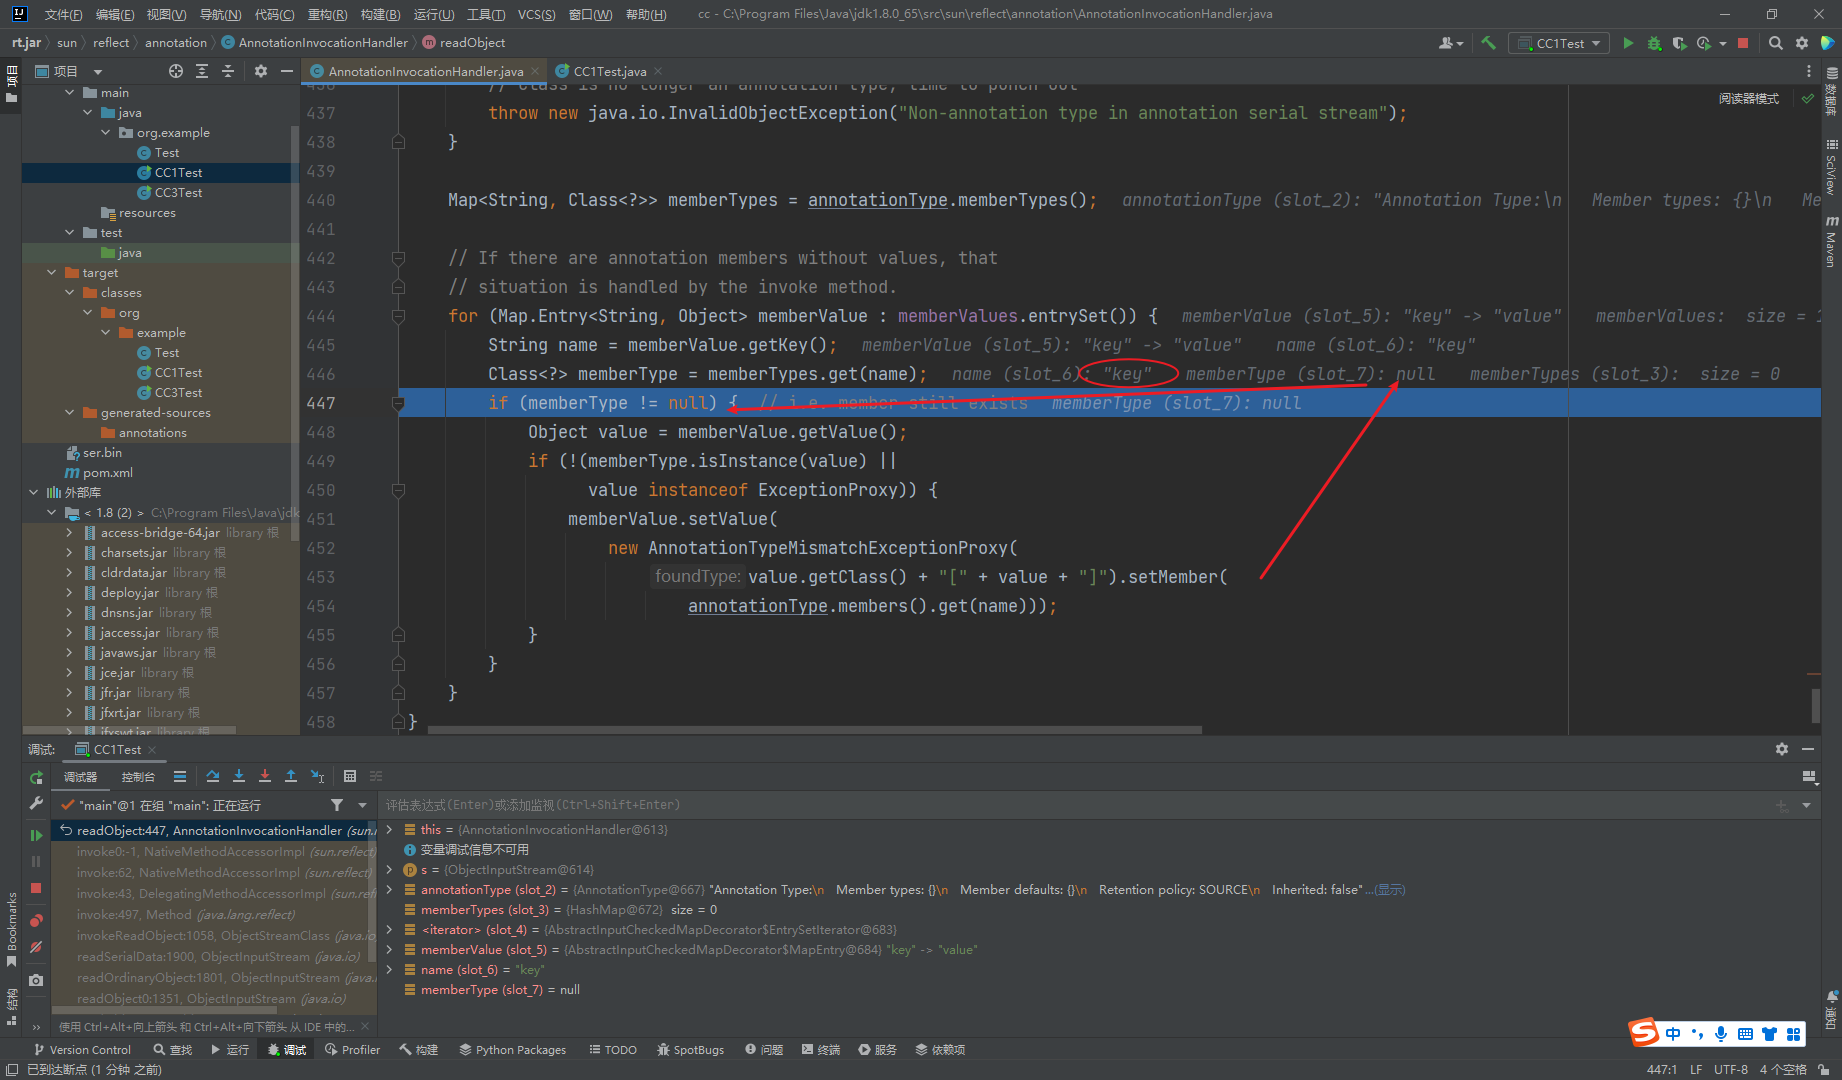 文件(F) 编辑(E) 视图(V) 导航(N) 代码(C) 重构(R) 构建(B) 运行(U) 工具(T) VCS(S) 窗口(W) 帮助(H) cc - C:\Program Files\Java\jdk1.8.0_65\src\sun\reflect\annotation\AnnotationInvocationHandler.java
rt.jar sun reflect annotation AnnotationInvocationHandler readObject CC1Test
项目
AnnotationInvocationHandler.java CC1Test.java
main
java
org.example
Test
CC1Test
CC3Test
resources
test
java
target
classes
org
example
Test
CC1Test
CC3Test
generated-sources
annotations
ser.bin
pom.xml
外部库
< 1.8 (2) > C:\Program Files\Java\jdk
access-bridge-64.jar library 根
charsets.jar library 根
cldrdata.jar library 根
deploy.jar library 根
dnsns.jar library 根
jaccess.jar library 根
javaws.jar library 根
jce.jar library 根
jfr.jar library 根
jfxrt.jar library 根
jfxswt.jar library 根
阅读器模式
436 // Class is no longer an annotation type; time to punch out
437 throw new java.io.InvalidObjectException("Non-annotation type in annotation serial stream");
438 }
439
440 Map<String, Class<?>> memberTypes = annotationType.memberTypes(); annotationType (slot_2): "Annotation Type:\n Member types: {}\n Me
441
442 // If there are annotation members without values, that
443 // situation is handled by the invoke method.
444 for (Map.Entry<String, Object> memberValue : memberValues.entrySet()) { memberValue (slot_5): "key" -> "value" memberValues: size = 1
445 String name = memberValue.getKey(); memberValue (slot_5): "key" -> "value" name (slot_6): "key"
446 Class<?> memberType = memberTypes.get(name); name (slot_6): "key" memberType (slot_7): null memberTypes (slot_3): size = 0
447 if (memberType != null) { // i.e. member still exists memberType (slot_7): null
448 Object value = memberValue.getValue();
449 if (!(memberType.isInstance(value) ||
450 value instanceof ExceptionProxy)) {
451 memberValue.setValue(
452 new AnnotationTypeMismatchExceptionProxy(
453 foundType: value.getClass() + "[" + value + "]").setMember(
454 annotationType.members().get(name)));
455 }
456 }
457 }
458 }
项目
Bookmarks
结构
数据库
SciView
Maven
通知
调试: CC1Test
调试器 控制台
"main"@1 在组 "main": 正在运行
readObject:447, AnnotationInvocationHandler (sun.r
invoke0:-1, NativeMethodAccessorImpl (sun.reflect)
invoke:62, NativeMethodAccessorImpl (sun.reflect)
invoke:43, DelegatingMethodAccessorImpl (sun.refl
invoke:497, Method (java.lang.reflect)
invokeReadObject:1058, ObjectStreamClass (java.io
readSerialData:1900, ObjectInputStream (java.io)
readOrdinaryObject:1801, ObjectInputStream (java.
readObject0:1351, ObjectInputStream (java.io)
使用 Ctrl+Alt+向上箭头 和 Ctrl+Alt+向下箭头 从 IDE 中的...
评估表达式(Enter)或添加监视(Ctrl+Shift+Enter)
this = {AnnotationInvocationHandler@613}
变量调试信息不可用
s = {ObjectInputStream@614}
annotationType (slot_2) = {AnnotationType@667} "Annotation Type:\n Member types: {}\n Member defaults: {}\n Retention policy: SOURCE\n Inherited: false" ...(显示)
memberTypes (slot_3) = {HashMap@672} size = 0
<iterator> (slot_4) = {AbstractInputCheckedMapDecorator$EntrySetIterator@683}
memberValue (slot_5) = {AbstractInputCheckedMapDecorator$MapEntry@684} "key" -> "value"
name (slot_6) = "key"
memberType (slot_7) = null
中
Version Control 查找 运行 调试 Profiler 构建 Python Packages TODO SpotBugs 问题 终端 服务 依赖项
已到达断点 (1 分钟 之前) 447:1 LF UTF-8 4 个空格